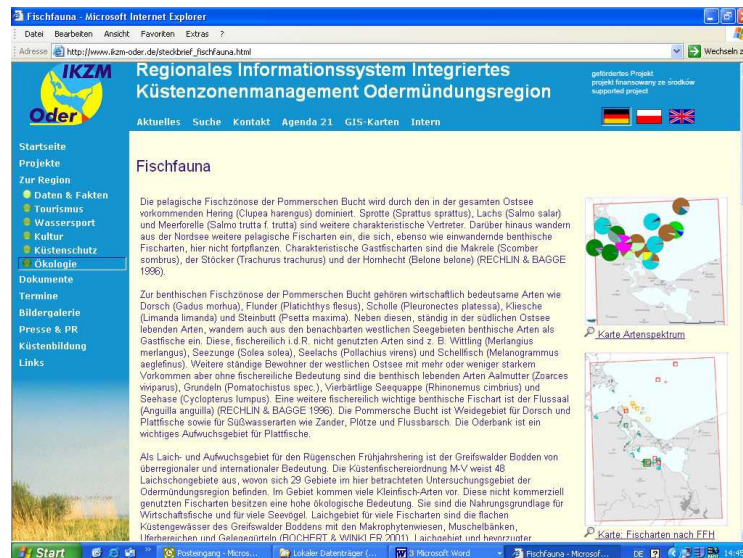 Fischfauna - Microsoft Internet Explorer
Datei Bearbeiten Ansicht Favoriten Extras ?
Adresse http://www.ikzm-oder.de/steckbrief_fischfauna.html Wechseln z
IKZM
Oder
Regionales Informationssystem Integriertes
Küstenzonenmanagement Odermündungsregion
gefördertes Projekt
projekt finansowany ze środków
supported project
Aktuelles Suche Kontakt Agenda 21 GIS-Karten Intern
Startseite
Projekte
Zur Region
Daten & Fakten
Tourismus
Wassersport
Kultur
Küstenschutz
Ökologie
Dokumente
Termine
Bildergalerie
Presse & PR
Küstenbildung
Links
Fischfauna
Die pelagische Fischzönose der Pommerschen Bucht wird durch den in der gesamten Ostsee
vorkommenden Hering (Clupea harengus) dominiert. Sprotte (Sprattus sprattus), Lachs (Salmo salar)
und Meerforelle (Salmo trutta f. trutta) sind weitere charakteristische Vertreter. Darüber hinaus wandern
aus der Nordsee weitere pelagische Fischarten ein, die sich, ebenso wie einwandernde benthische
Fischarten, hier nicht fortpflanzen. Charakteristische Gastfischarten sind die Makrele (Scomber
sombrus), der Stöcker (Trachurus trachurus) und der Hornhecht (Belone belone) (RECHLIN & BAGGE
1996).
Zur benthischen Fischzönose der Pommerschen Bucht gehören wirtschaftlich bedeutsame Arten wie
Dorsch (Gadus morhua), Flunder (Platichthys flesus), Scholle (Pleuronectes platessa), Kliesche
(Limanda limanda) und Steinbutt (Psetta maxima). Neben diesen, ständig in der südlichen Ostsee
lebenden Arten, wandern auch aus den benachbarten westlichen Seegebieten benthische Arten als
Gastfische ein. Diese, fischereilich i.d.R. nicht genutzten Arten sind z. B. Wittling (Merlangius
merlangus), Seezunge (Solea solea), Seelachs (Pollachius virens) und Schellfisch (Melanogrammus
aeglefinus). Weitere ständige Bewohner der westlichen Ostsee mit mehr oder weniger starkem
Vorkommen aber ohne fischereiliche Bedeutung sind die benthisch lebenden Arten Aalmutter (Zoarces
viviparus), Grundeln (Pomatochistus spec.), Vierbärtlige Seequappe (Rhinonemus cimbrius) und
Seehase (Cyclopterus lumpus). Eine weitere fischereilich wichtige benthische Fischart ist der Flussaal
(Anguilla anguilla) (RECHLIN & BAGGE 1996). Die Pommersche Bucht ist Weidegebiet für Dorsch und
Plattfische sowie für Süßwasserarten wie Zander, Plötze und Flussbarsch. Die Oderbank ist ein
wichtiges Aufwuchsgebiet für Plattfische.
Als Laich- und Aufwuchsgebiet für den Rügenschen Frühjahrshering ist der Greifswalder Bodden von
überregionaler und internationaler Bedeutung. Die Küstenfischereiordnung M-V weist 48
Laichschongebiete aus, wovon sich 29 Gebiete im hier betrachteten Untersuchungsgebiet der
Odermündungsregion befinden. Im Gebiet kommen viele Kleinfisch-Arten vor. Diese nicht kommerziell
genutzten Fischarten besitzen eine hohe ökologische Bedeutung. Sie sind die Nahrungsgrundlage für
Wirtschaftsfische und für viele Seevögel. Laichgebiet für viele Fischarten sind die flachen
Küstengewässer des Greifswalder Boddens mit den Makrophytenwiesen, Muschelbänken,
Uferbereichen und Gelegegürteln (BOCHERT & WINKLER 2001). Laichgebiet und bevorzugter
Karte Artenspektrum
Karte: Fischarten nach FFH
Start Posteingang - Micros... Lokaler Datenträger (... 3 Microsoft Word Fischfauna - Microsof... DE